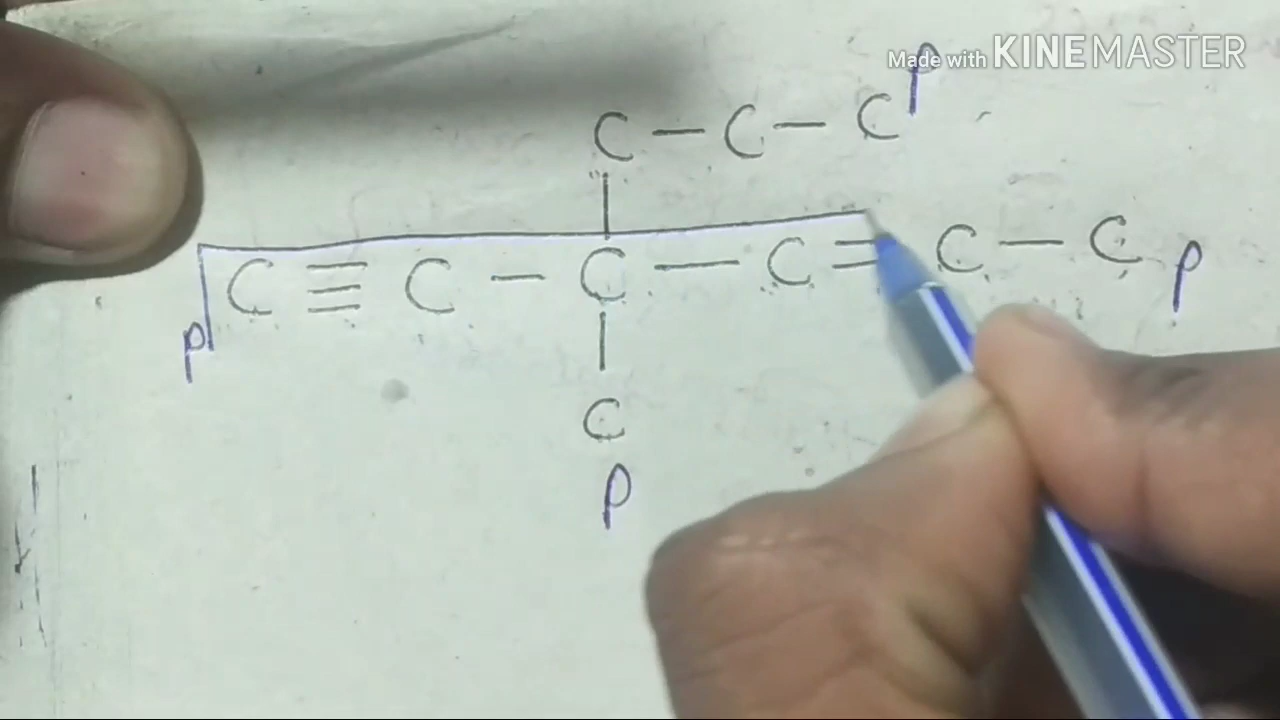 Made with KINEMASTER
P
C - C - C
P C ≡ C - C - C = C - C P
C
P